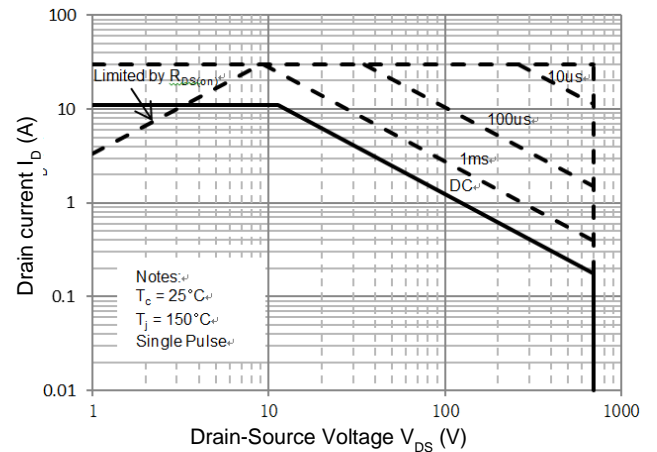 100
10
1
0.1
0.01
Drain current I_D (A)
Limited by R_DS(on)↵
10us↵
100us↵
1ms↵
DC↵
Notes:↵
T_c = 25°C↵
T_j = 150°C↵
Single Pulse↵
1 10 100 1000
Drain-Source Voltage V_DS (V)